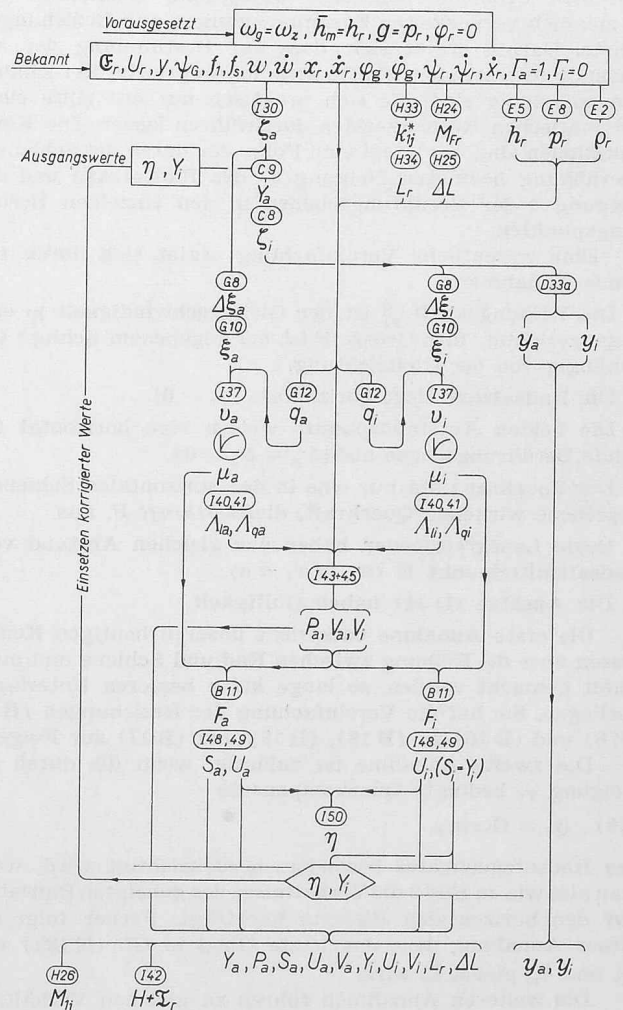 Vorausgesetzt ω_g=ω_z, h_m=h_r, g=p_r, φ_r=0
Bekannt 𝔈_r, U_r, y, ψ_G, f_1, f_s, w, ẇ, x_r, ẋ_r, φ_g, φ̇_g, ψ_r, ψ̇_r, ẋ_r, Γ_a=1, Γ_i=0
I30 H33 H24 E5 E8 E2
ζ_a k*_ij M_Fr h_r p_r ρ_r
Ausgangswerte η, Y_i
C9 H34 H25
Y_a L_r ΔL
C8
ζ_i
G8 G8 D33a
Δξ_a Δξ_i
G10 G10 y_a y_i
ξ_a ξ_i
I37 G12 G12 I37
υ_a q_a q_i υ_i
μ_a μ_i
I40,41 I40,41
Λ_la, Λ_qa Λ_li, Λ_qi
I43÷45
P_a, V_a, V_i
B11 B11
F_a F_i
I48,49 I48,49
S_a, U_a U_i, (S_i=Y_i)
I50
η
η, Y_i
Einsetzen korrigierter Werte
H26 I42 Y_a, P_a, S_a, U_a, V_a, Y_i, U_i, V_i, L_r, ΔL y_a, y_i
M_1i H+𝔗_r